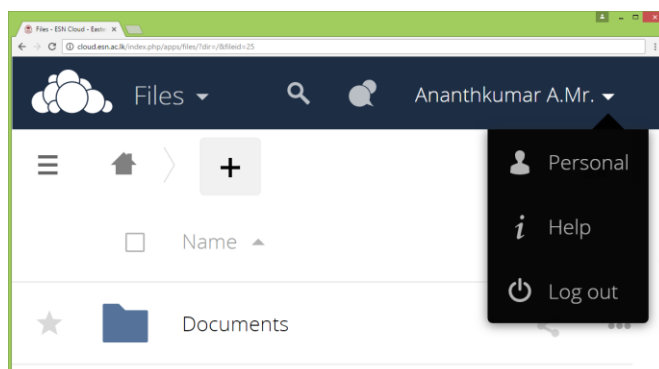 Files - ESN Cloud - Easte
cloud.esn.ac.lk/index.php/apps/files/?dir=/&fileid=25
Files
Ananthkumar A.Mr.
Personal
Name
Help
Log out
Documents